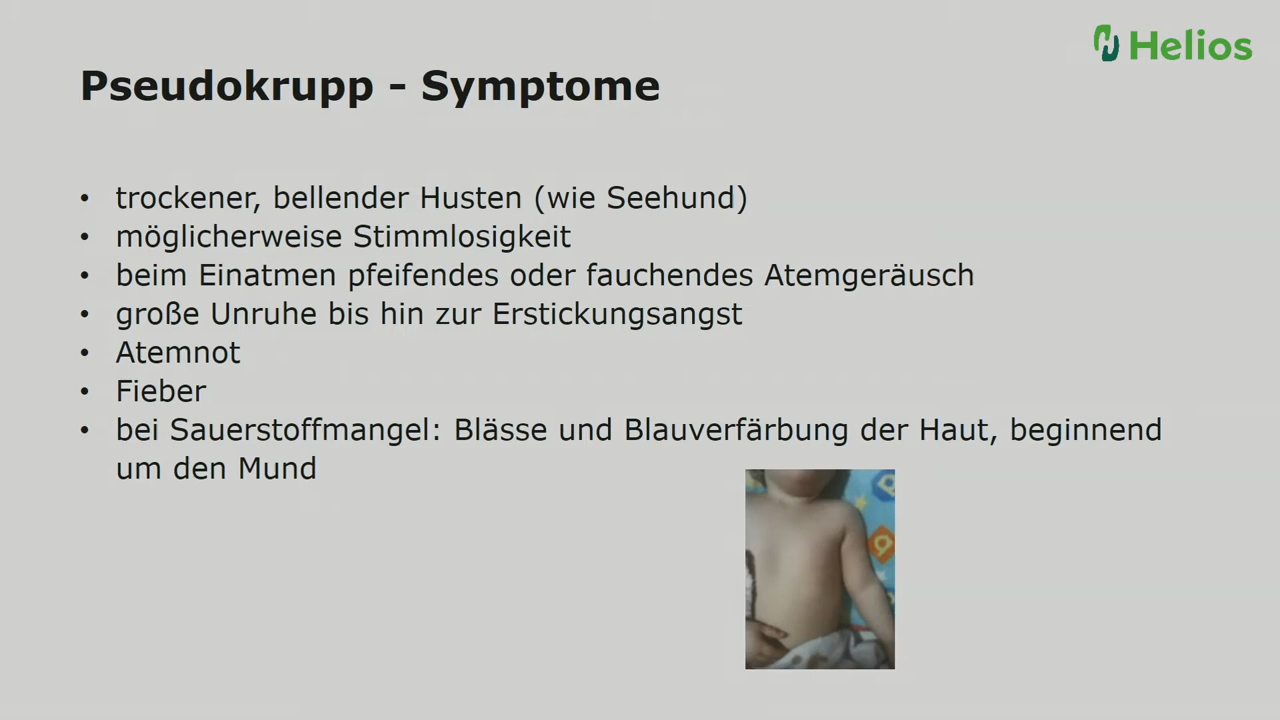 Helios
Pseudokrupp - Symptome
• trockener, bellender Husten (wie Seehund)
• möglicherweise Stimmlosigkeit
• beim Einatmen pfeifendes oder fauchendes Atemgeräusch
• große Unruhe bis hin zur Erstickungsangst
• Atemnot
• Fieber
• bei Sauerstoffmangel: Blässe und Blauverfärbung der Haut, beginnend
um den Mund